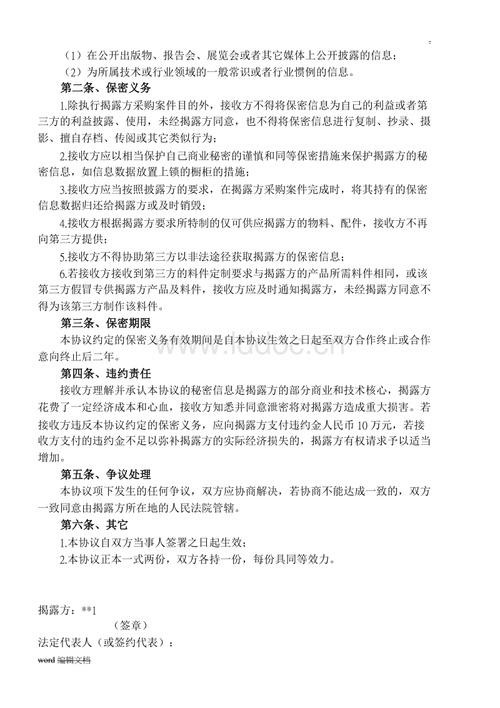 （1）在公开出版物、报告会、展览会或者其它媒体上公开披露的信息；
（2）为所属技术或行业领域的一般常识或者行业惯例的信息。
第二条、保密义务
1.除执行揭露方采购案件目的外，接收方不得将保密信息为自己的利益或者第
三方的利益披露、使用，未经揭露方同意，也不得将信息进行复制、抄录、摄
影、擅自存档、传阅或其它类似行为；
2.接收方应以相当保护自己商业秘密的谨慎和同等保密措施来保护揭露方的秘
密信息，如信息数据放置上锁的橱柜的措施；
3.接收方应当按照披露方的要求，在揭露方采购案件完成时，将其持有的保密
信息数据归还给揭露方或及时销毁；
4.接收方根据揭露方要求所特制的仅可供应揭露方的物料、配件，接收方不再
向第三方提供；
5.接收方不得协助第三方以非法途径获取揭露方的保密信息；
6.若接收方接收到第三方的料件定制要求与揭露方的产品所需料件相同，或该
第三方假冒专供揭露方产品及料件，接收方应及时通知揭露方，未经揭露方同意不
得为该第三方制作该料件。
第三条、保密期限
本协议约定的保密义务有效期间是自本协议生效之日起至双方合作终止或合作
意向终止后二年。
www.lddoc.cn
第四条、违约责任
接收方理解并承认本协议的秘密信息是揭露方的部分商业和技术核心，揭露方
花费了一定经济成本和心血，接收方知悉并同意泄密将对揭露方造成重大损害。若
接收方违反本协议约定的保密义务，应向揭露方支付违约金人民币 10 万元，若接
收方支付的违约金不足以弥补揭露方的实际经济损失的，揭露方有权请求予以适当
增加。
第五条、争议处理
本协议项下发生的任何争议，双方应协商解决，若协商不能达成一致的，双方
一致同意由揭露方所在地的人民法院管辖。
第六条、其它
1.本协议自双方当事人签署之日起生效；
2.本协议正本一式两份，双方各持一份，每份具同等效力。
揭露方：**1
（签章）
法定代表人（或签约代表）：
word 编辑文档